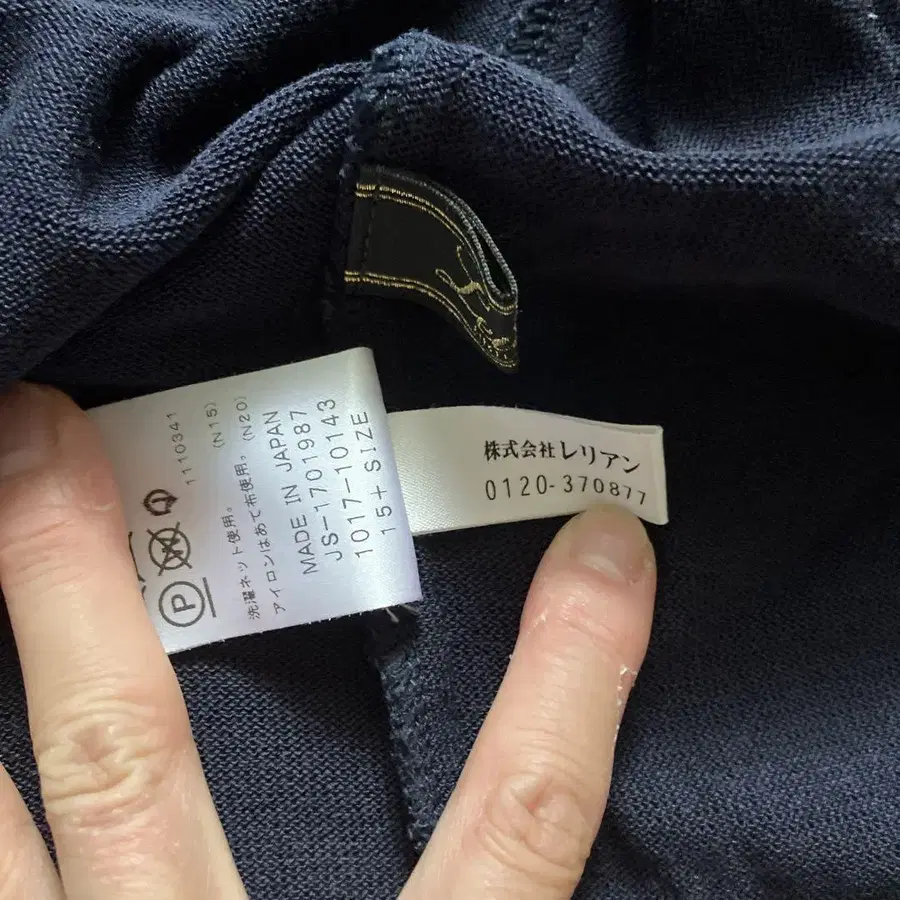 1110341
(N15)
洗濯ネット使用。
(N20)
アイロンはあて布使用。
MADE IN JAPAN
JS-1701987
1017-10143
15+ SIZE
P
株式会社レリアン
0120-370877